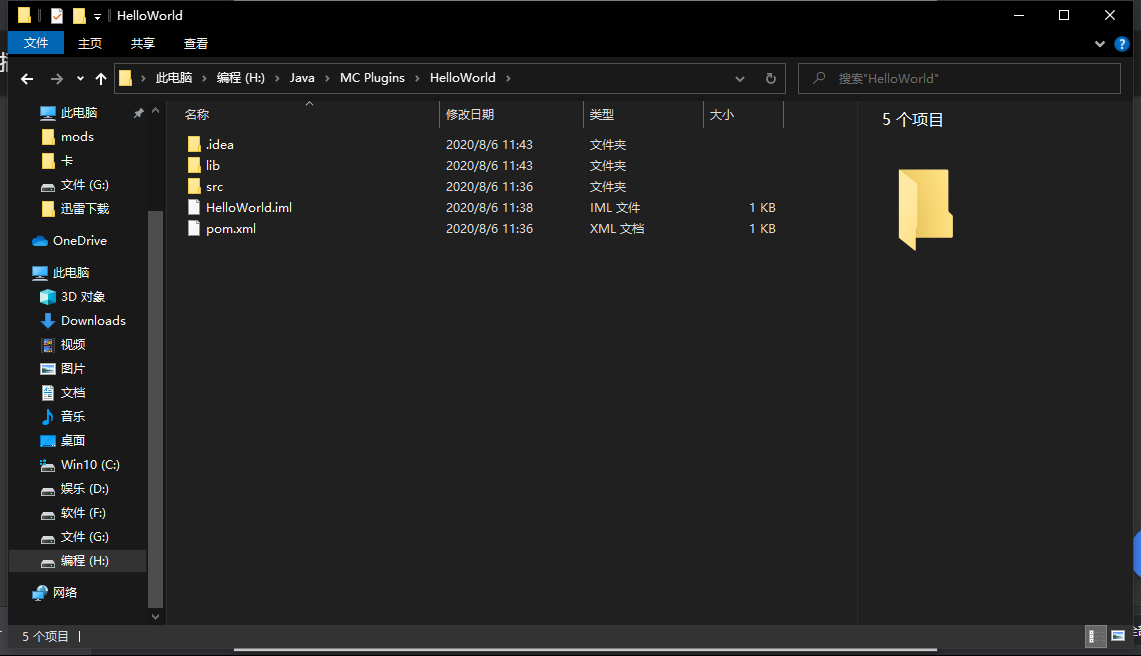 HelloWorld
文件 主页 共享 查看
此电脑 编程 (H:) Java MC Plugins HelloWorld 搜索"HelloWorld"
名称 修改日期 类型 大小
.idea 2020/8/6 11:43 文件夹
lib 2020/8/6 11:43 文件夹
src 2020/8/6 11:36 文件夹
HelloWorld.iml 2020/8/6 11:38 IML 文件 1 KB
pom.xml 2020/8/6 11:36 XML 文档 1 KB
此电脑
mods
卡
文件 (G:)
迅雷下载
OneDrive
此电脑
3D 对象
Downloads
视频
图片
文档
音乐
桌面
Win10 (C:)
娱乐 (D:)
软件 (F:)
文件 (G:)
编程 (H:)
网络
5 个项目
5 个项目